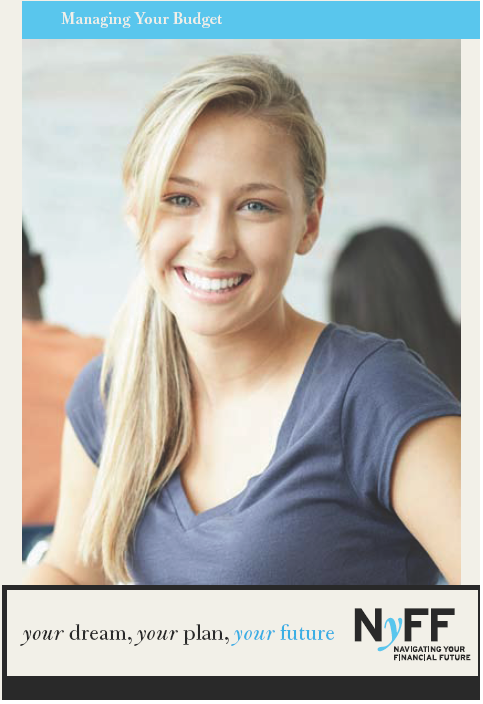 Managing Your Budget
your dream, your plan, your future
NyFF
NAVIGATING YOUR
FINANCIAL FUTURE